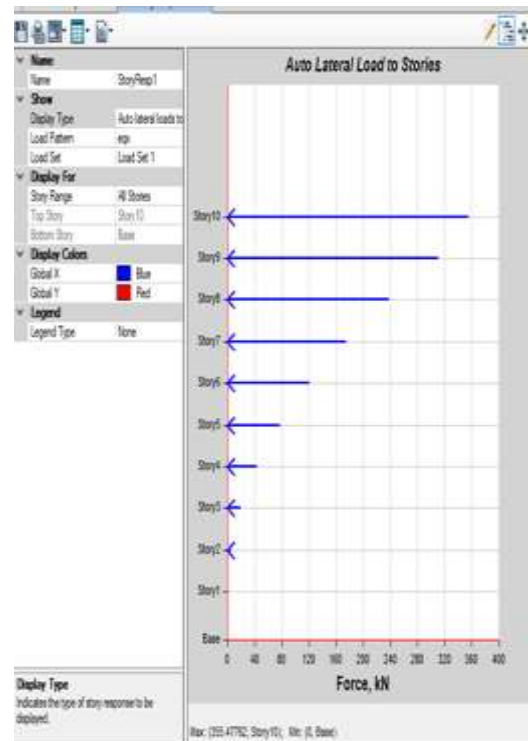 Name
Name StoryResp1
Show
Display Type Auto lateral loads to
Load Pattern eqx
Load Set Load Set 1
Display For
Story Range All Stories
Top Story Story10
Bottom Story Base
Display Colors
Global X Blue
Global Y Red
Legend
Legend Type None
Display Type
Indicates the type of story response to be
displayed.
Auto Lateral Load to Stories
Story10
Story9
Story8
Story7
Story6
Story5
Story4
Story3
Story2
Story1
Base
0 40 80 120 160 200 240 280 320 360 400
Force, kN
Max: (355.47762, Story10); Min: (0, Base)